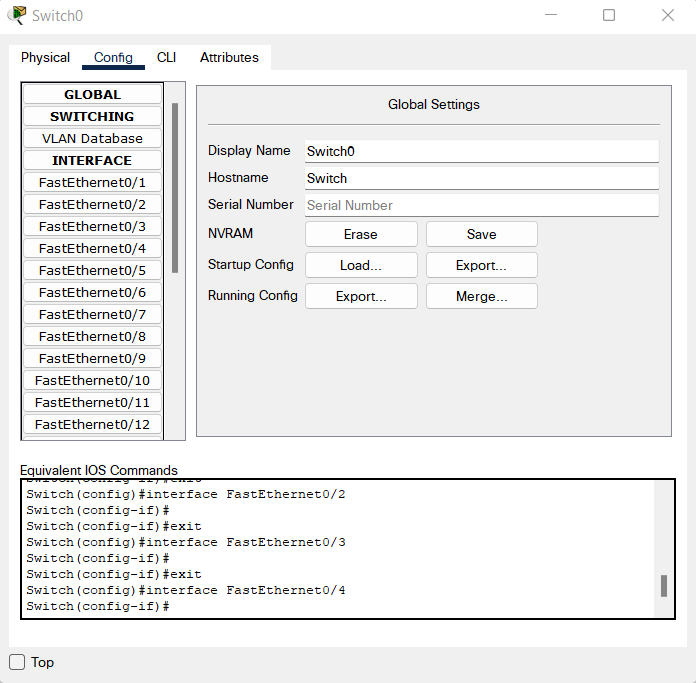 Switch0
Physical Config CLI Attributes
GLOBAL
SWITCHING
VLAN Database
INTERFACE
FastEthernet0/1
FastEthernet0/2
FastEthernet0/3
FastEthernet0/4
FastEthernet0/5
FastEthernet0/6
FastEthernet0/7
FastEthernet0/8
FastEthernet0/9
FastEthernet0/10
FastEthernet0/11
FastEthernet0/12
Global Settings
Display Name Switch0
Hostname Switch
Serial Number Serial Number
NVRAM Erase Save
Startup Config Load... Export...
Running Config Export... Merge...
Equivalent IOS Commands
Switch(config-if)#exit
Switch(config)#interface FastEthernet0/2
Switch(config-if)#
Switch(config-if)#exit
Switch(config)#interface FastEthernet0/3
Switch(config-if)#
Switch(config-if)#exit
Switch(config)#interface FastEthernet0/4
Switch(config-if)#
Top